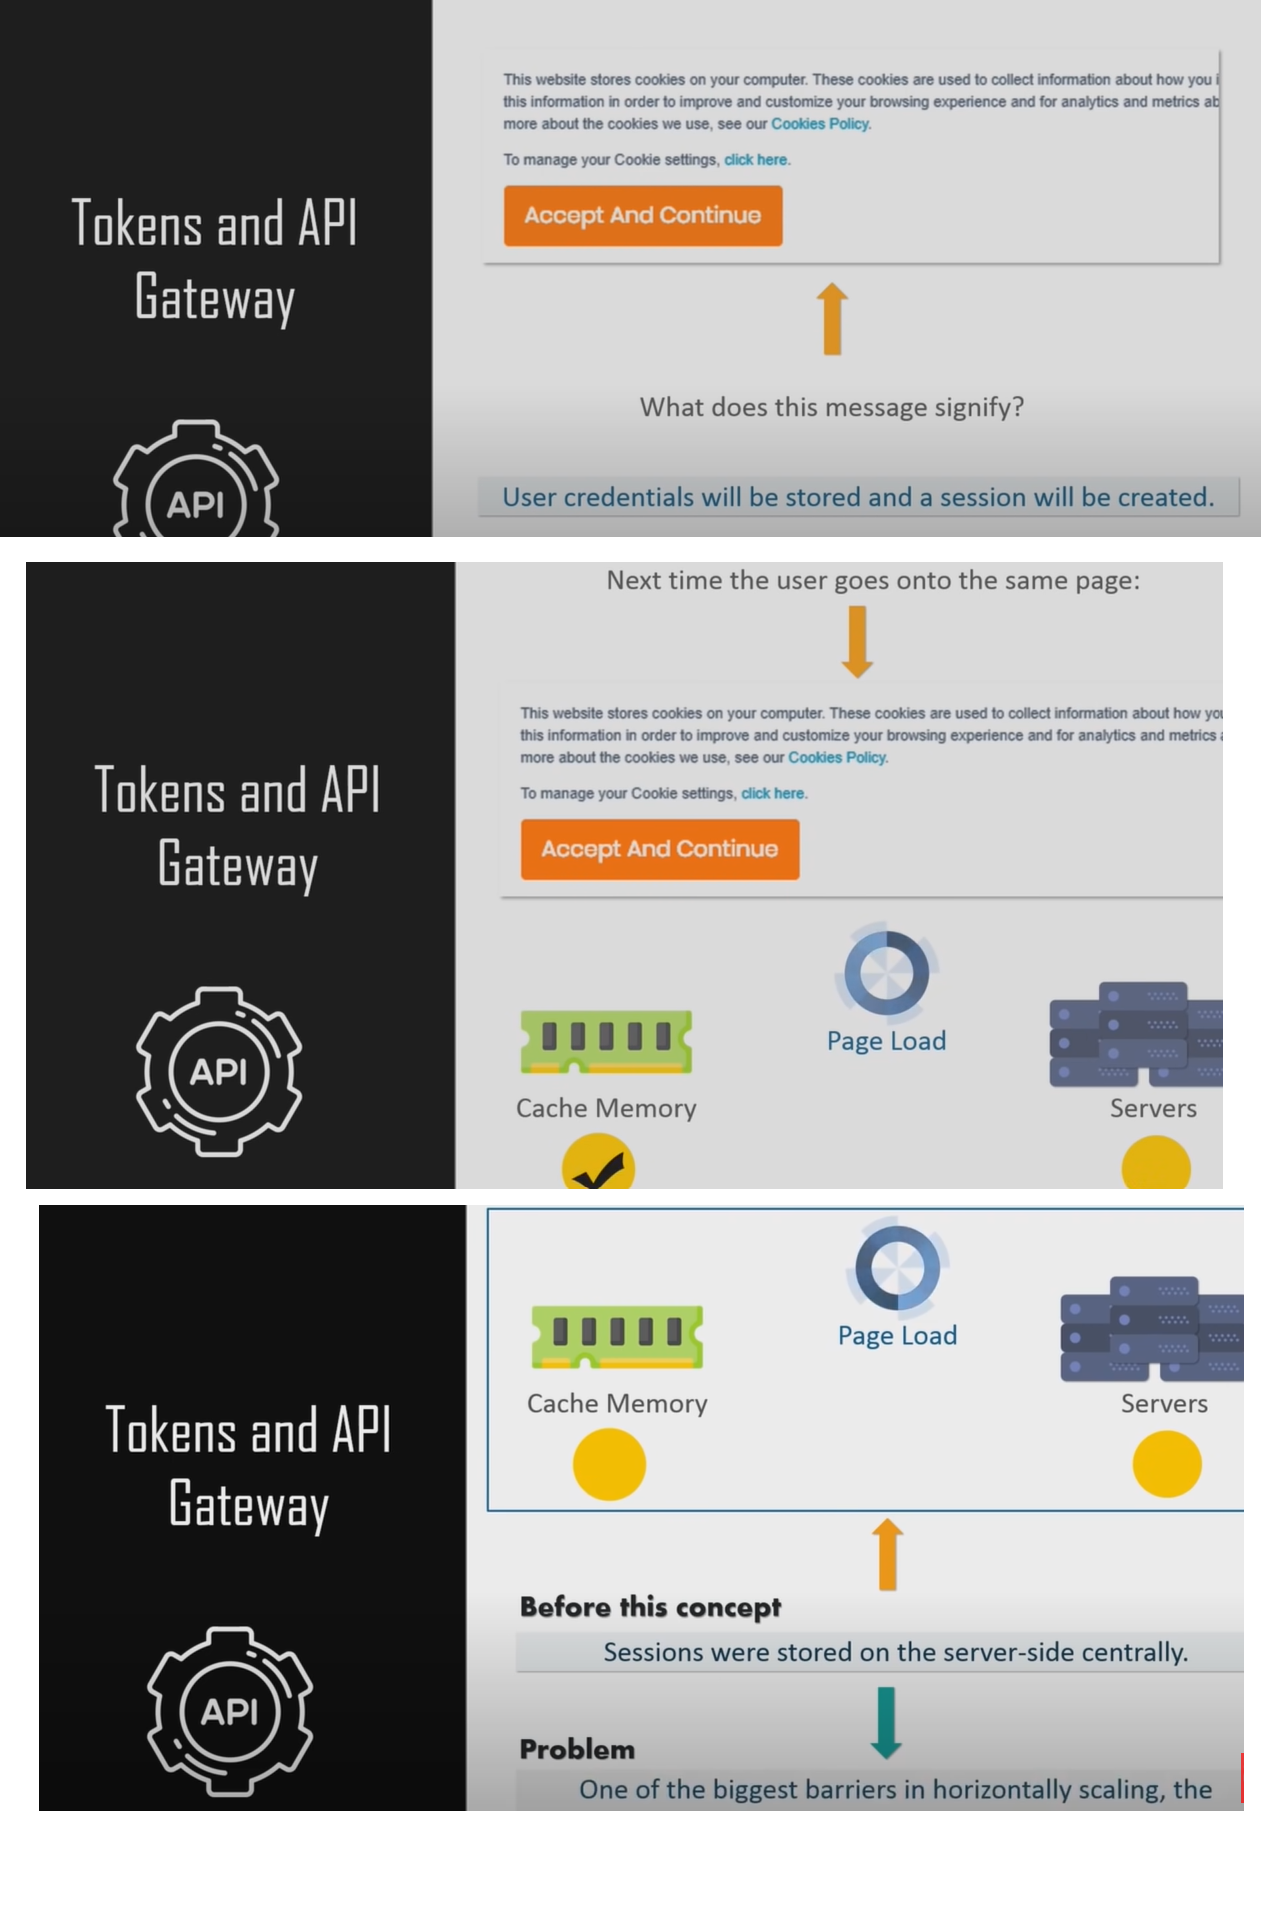 Tokens and API
Gateway
API
This website stores cookies on your computer. These cookies are used to collect information about how you i
this information in order to improve and customize your browsing experience and for analytics and metrics ab
more about the cookies we use, see our Cookies Policy.
To manage your Cookie settings, click here.
Accept And Continue
What does this message signify?
User credentials will be stored and a session will be created.
Tokens and API
Gateway
API
Next time the user goes onto the same page:
This website stores cookies on your computer. These cookies are used to collect information about how you
this information in order to improve and customize your browsing experience and for analytics and metrics
more about the cookies we use, see our Cookies Policy.
To manage your Cookie settings, click here.
Accept And Continue
Page Load
Cache Memory
Servers
Tokens and API
Gateway
API
Page Load
Cache Memory
Servers
Before this concept
Sessions were stored on the server-side centrally.
Problem
One of the biggest barriers in horizontally scaling, the